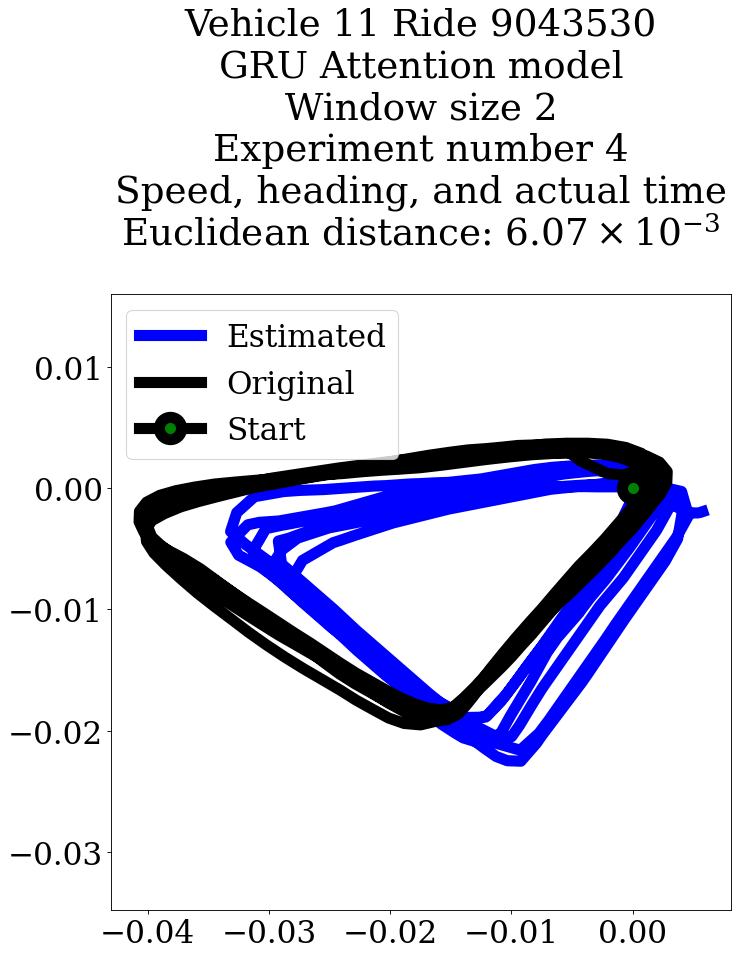 Vehicle 11 Ride 9043530
GRU Attention model
Window size 2
Experiment number 4
Speed, heading, and actual time
Euclidean distance: 6.07 × 10⁻³
Estimated
Original
Start
0.01
0.00
−0.01
−0.02
−0.03
−0.04
−0.03
−0.02
−0.01
0.00